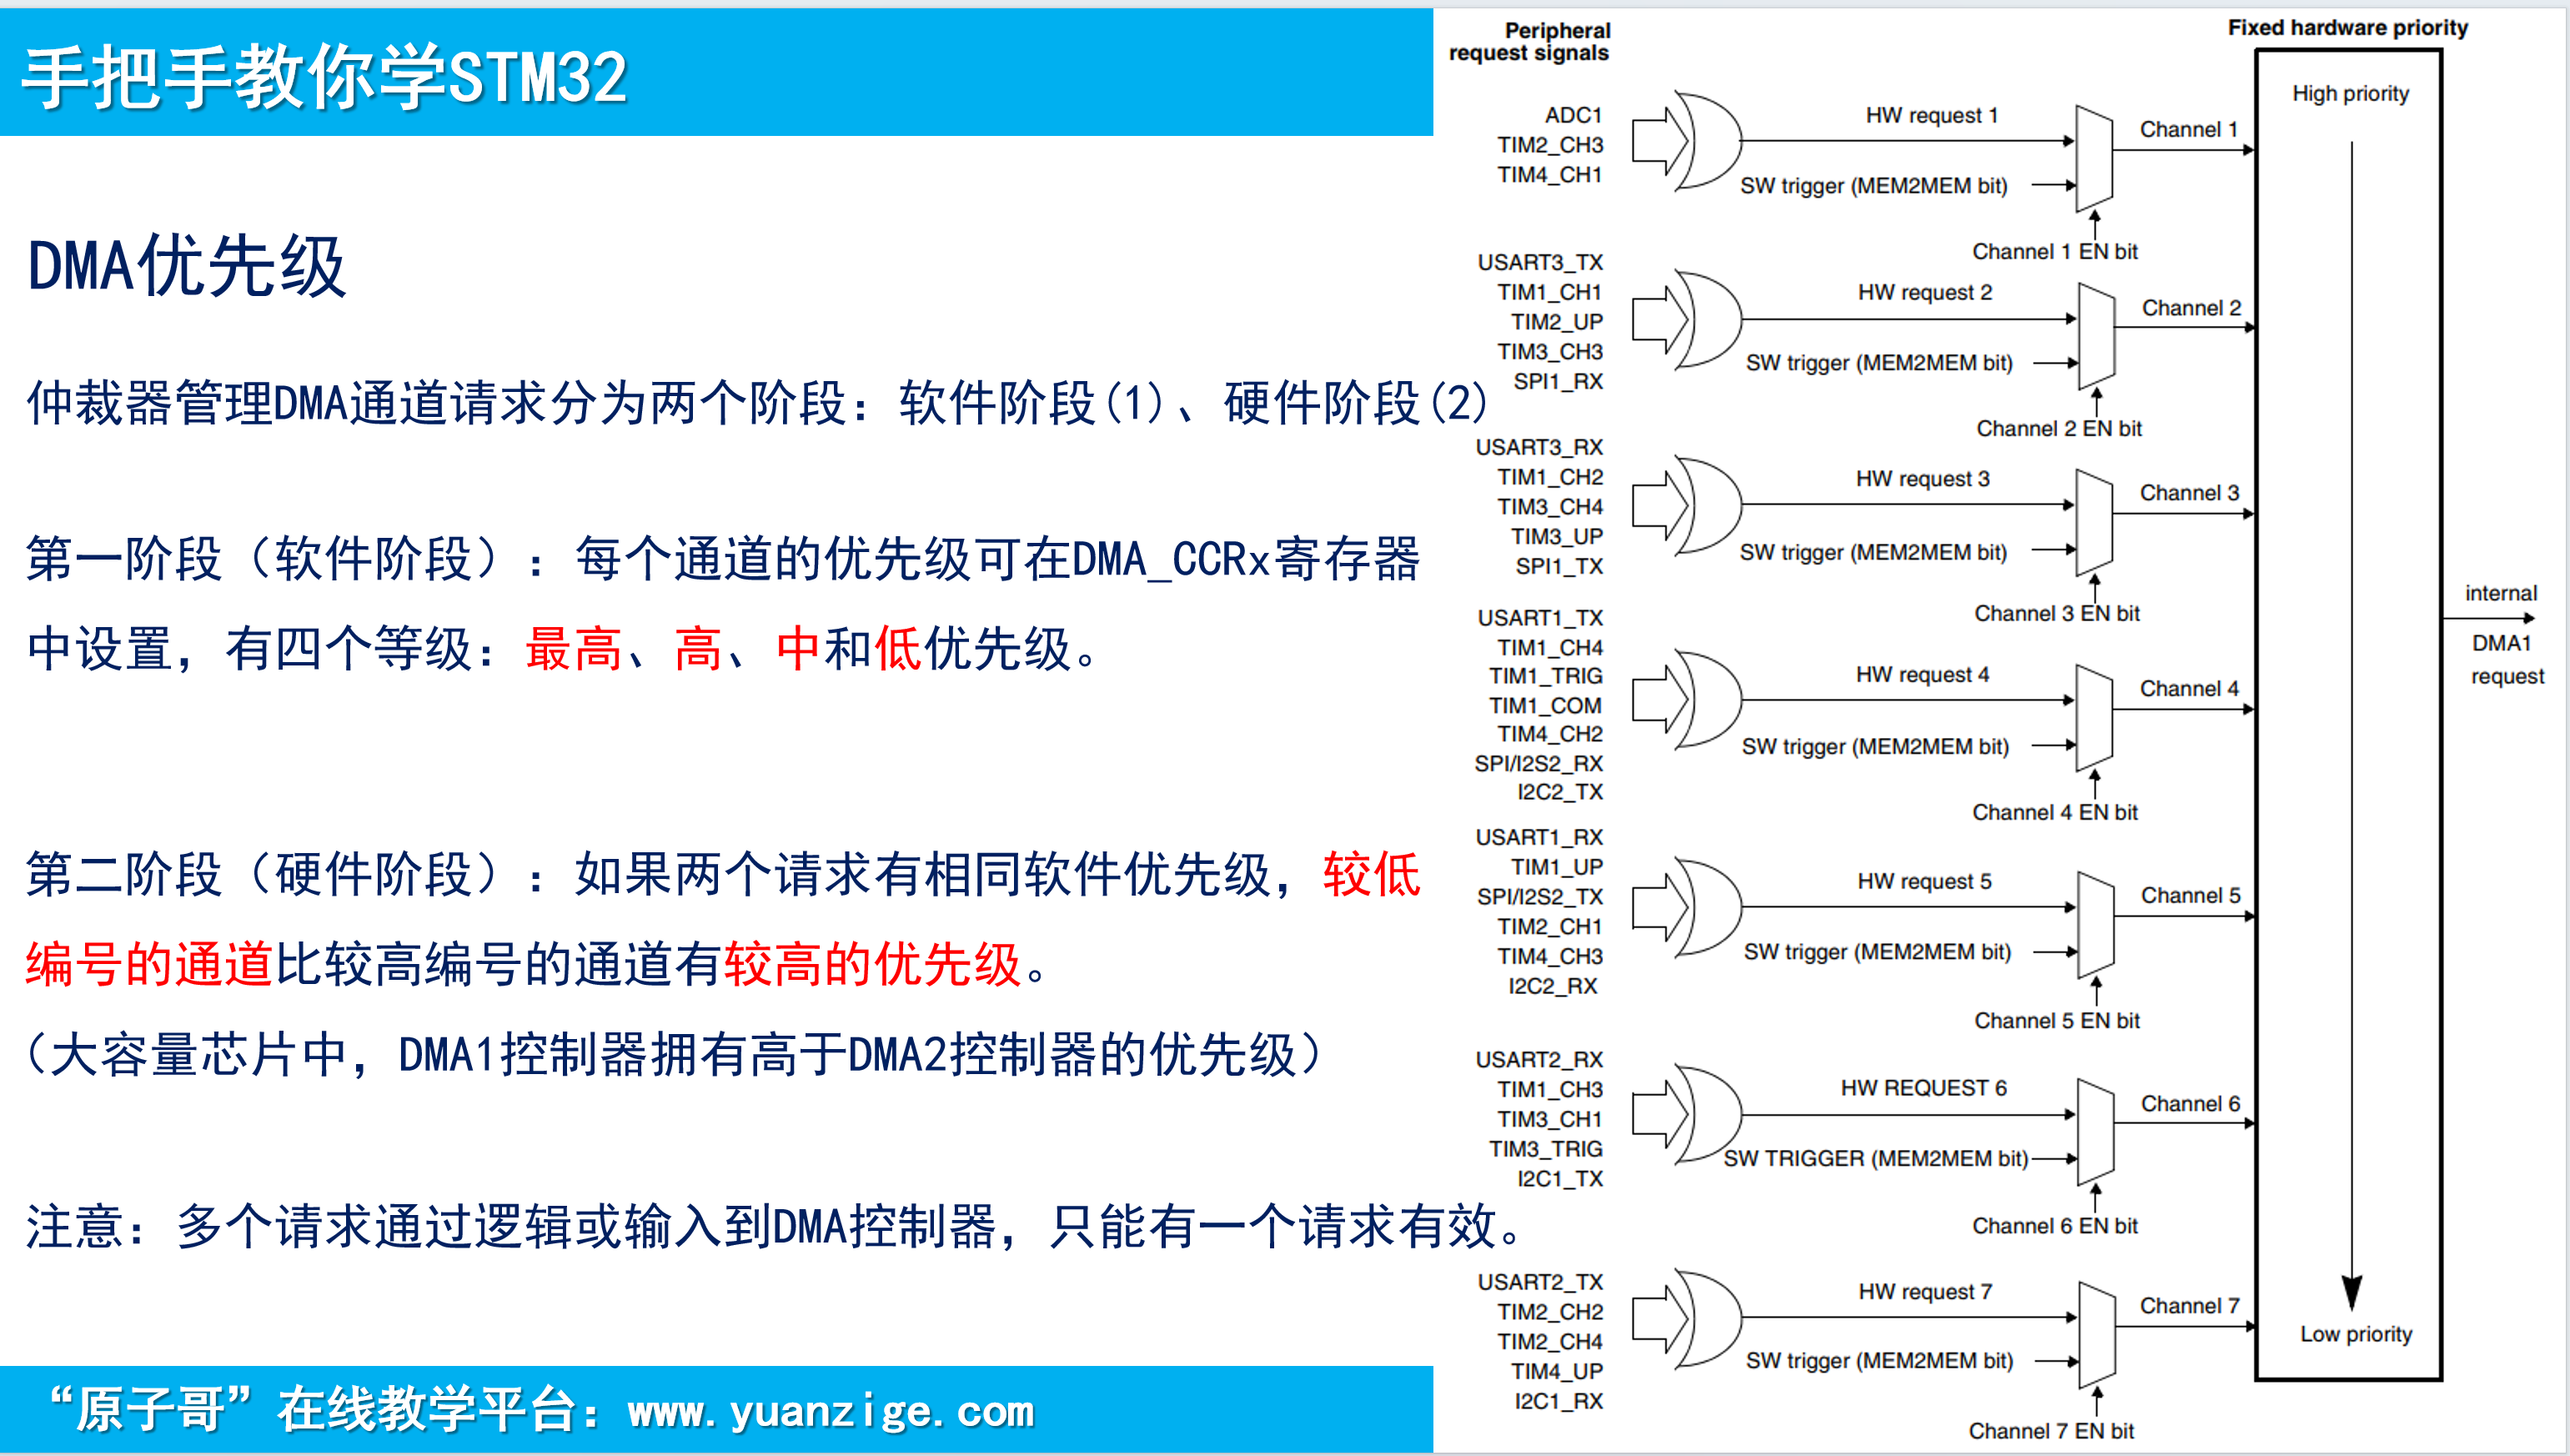 手把手教你学STM32
DMA优先级
仲裁器管理DMA通道请求分为两个阶段：软件阶段(1)、硬件阶段(2)
第一阶段（软件阶段）：每个通道的优先级可在DMA_CCRx寄存器
中设置，有四个等级：最高、高、中和低优先级。
第二阶段（硬件阶段）：如果两个请求有相同软件优先级，较低
编号的通道比较高编号的通道有较高的优先级。
（大容量芯片中，DMA1控制器拥有高于DMA2控制器的优先级）
注意：多个请求通过逻辑或输入到DMA控制器，只能有一个请求有效。
“原子哥”在线教学平台：www.yuanzige.com
Peripheral
request signals
Fixed hardware priority
High priority
ADC1
TIM2_CH3
TIM4_CH1
HW request 1
SW trigger (MEM2MEM bit)
Channel 1
Channel 1 EN bit
USART3_TX
TIM1_CH1
TIM2_UP
TIM3_CH3
SPI1_RX
HW request 2
SW trigger (MEM2MEM bit)
Channel 2
Channel 2 EN bit
USART3_RX
TIM1_CH2
TIM3_CH4
TIM3_UP
SPI1_TX
HW request 3
SW trigger (MEM2MEM bit)
Channel 3
Channel 3 EN bit
USART1_TX
TIM1_CH4
TIM1_TRIG
TIM1_COM
TIM4_CH2
SPI/I2S2_RX
I2C2_TX
HW request 4
SW trigger (MEM2MEM bit)
Channel 4
Channel 4 EN bit
USART1_RX
TIM1_UP
SPI/I2S2_TX
TIM2_CH1
TIM4_CH3
I2C2_RX
HW request 5
SW trigger (MEM2MEM bit)
Channel 5
Channel 5 EN bit
USART2_RX
TIM1_CH3
TIM3_CH1
TIM3_TRIG
I2C1_TX
HW REQUEST 6
SW TRIGGER (MEM2MEM bit)
Channel 6
Channel 6 EN bit
USART2_TX
TIM2_CH2
TIM2_CH4
TIM4_UP
I2C1_RX
HW request 7
SW trigger (MEM2MEM bit)
Channel 7
Channel 7 EN bit
Low priority
internal
DMA1
request